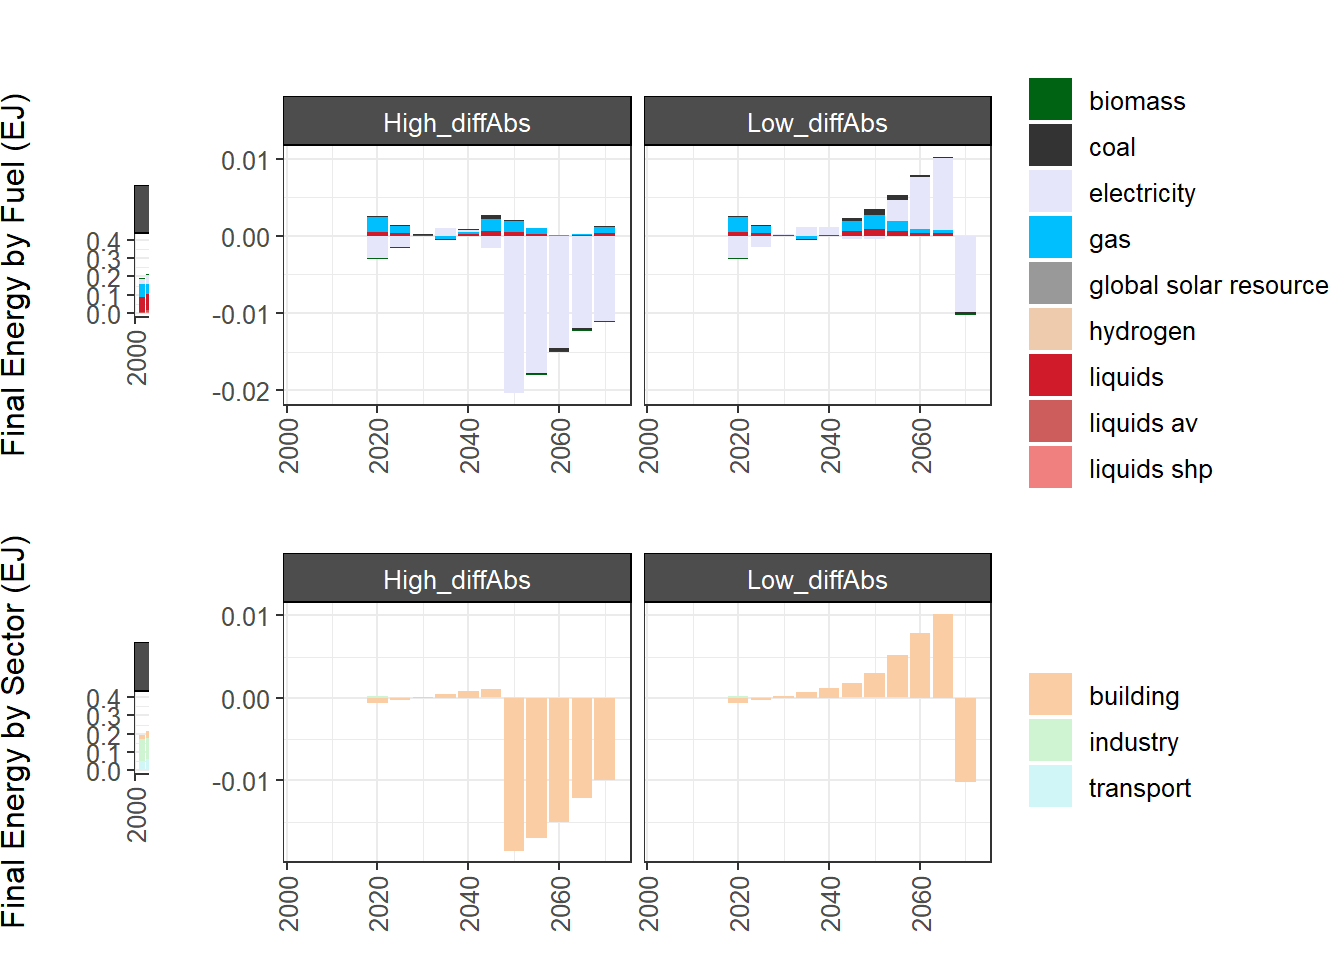 Final Energy by Fuel (EJ)
0.4
0.3
0.2
0.1
0.0
2000
High_diffAbs
Low_diffAbs
0.01
0.00
-0.01
-0.02
2000
2020
2040
2060
2000
2020
2040
2060
biomass
coal
electricity
gas
global solar resource
hydrogen
liquids
liquids av
liquids shp
Final Energy by Sector (EJ)
0.4
0.3
0.2
0.1
0.0
2000
High_diffAbs
Low_diffAbs
0.01
0.00
-0.01
2000
2020
2040
2060
2000
2020
2040
2060
building
industry
transport